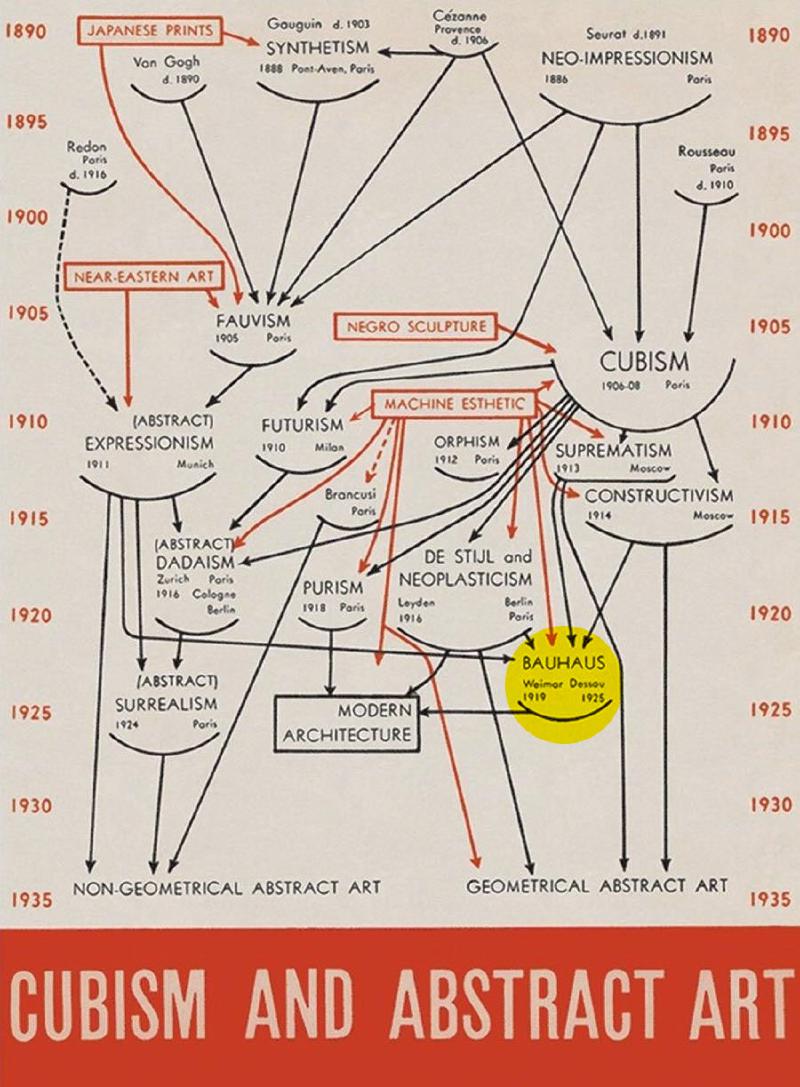 1890
JAPANESE PRINTS
Gauguin d. 1903
SYNTHETISM
1888 Pont-Aven, Paris
Cézanne
Provence
d. 1906
Seurat d.1891
NEO-IMPRESSIONISM
1886 Paris
1890
Van Gogh
d. 1890
1895
1895
Redon
Paris
d. 1916
Rousseau
Paris
d. 1910
1900
1900
NEAR-EASTERN ART
1905
FAUVISM
1905 Paris
NEGRO SCULPTURE
1905
CUBISM
1906-08 Paris
MACHINE ESTHETIC
1910
(ABSTRACT)
EXPRESSIONISM
1911 Munich
FUTURISM
1910 Milan
ORPHISM
1912 Paris
SUPREMATISM
1913 Moscow
1910
Brancusi
Paris
CONSTRUCTIVISM
1914 Moscow
1915
1915
(ABSTRACT)
DADAISM
Zurich Paris
1916 Cologne
Berlin
PURISM
1918 Paris
DE STIJL and
NEOPLASTICISM
Leyden Berlin
1916 Paris
1920
1920
BAUHAUS
Weimar Dessau
1919 1925
(ABSTRACT)
SURREALISM
1924 Paris
MODERN
ARCHITECTURE
1925
1925
1930
1930
NON-GEOMETRICAL ABSTRACT ART
GEOMETRICAL ABSTRACT ART
1935
1935
CUBISM AND ABSTRACT ART